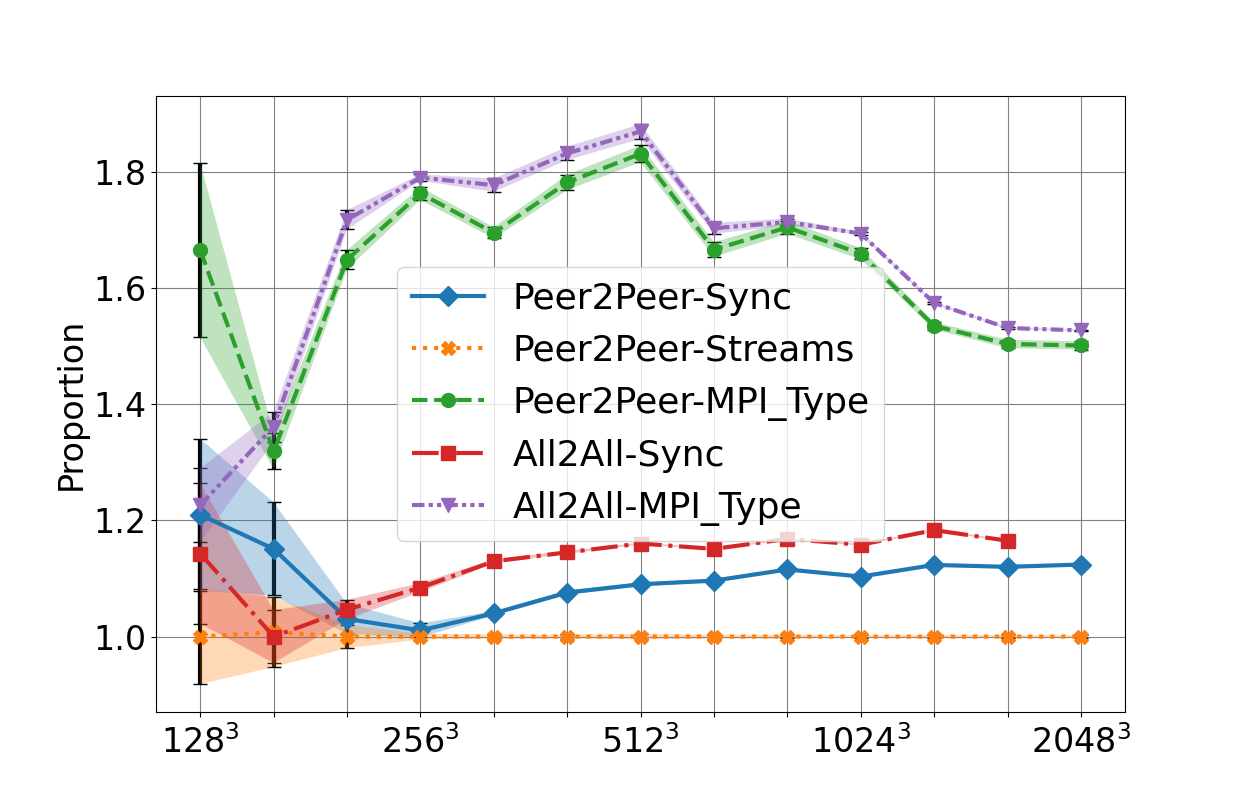 Proportion
1.8
1.6
1.4
1.2
1.0
Peer2Peer-Sync
Peer2Peer-Streams
Peer2Peer-MPI_Type
All2All-Sync
All2All-MPI_Type
128³ 256³ 512³ 1024³ 2048³